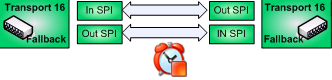 Transport 16
In SPI
Out SPI
Transport 16
Fallback
Out SPI
IN SPI
Fallback